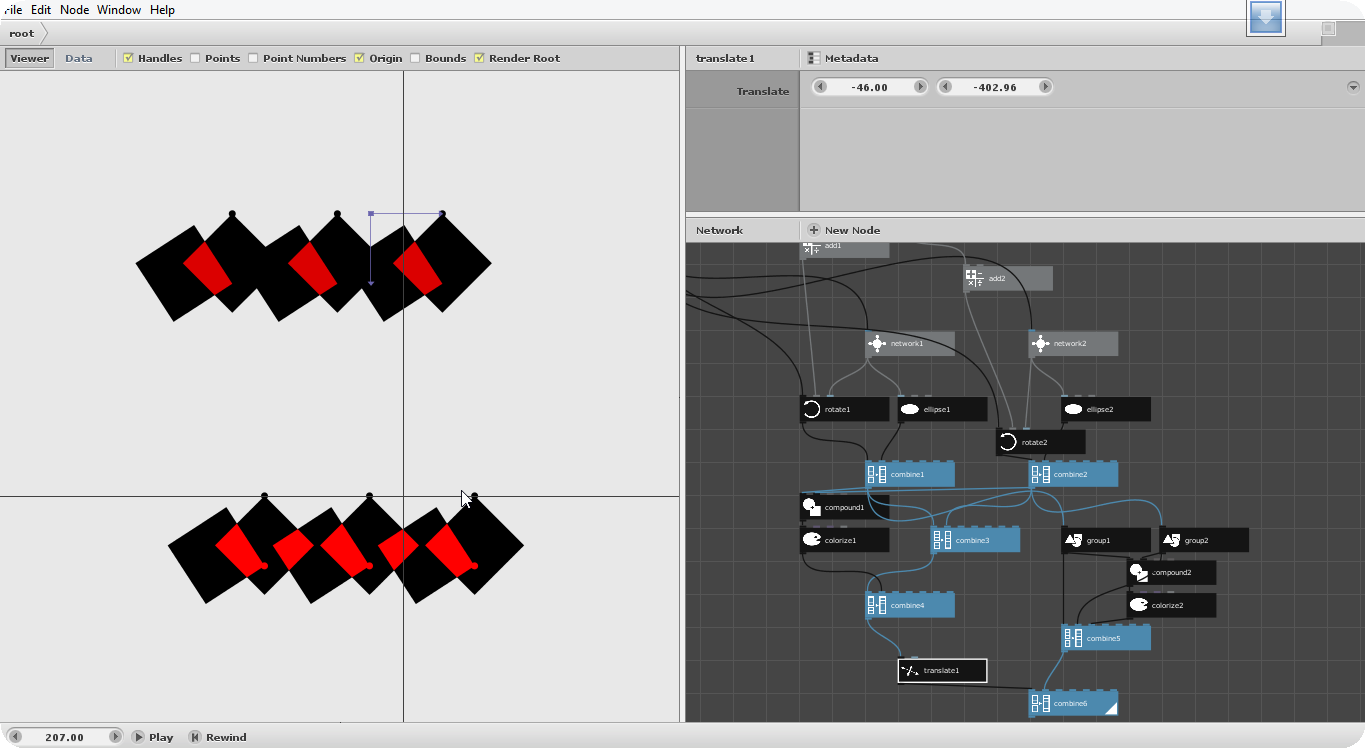 File Edit Node Window Help
root
Viewer Data Handles Points Point Numbers Origin Bounds Render Root
translate1 Metadata
Translate -46.00 -402.96
Network New Node
add1
add2
network1 network2
rotate1 ellipse1 ellipse2
rotate2
combine1 combine2
compound1
colorize1 combine3 group1 group2
compound2
combine4 colorize2
combine5
translate1
combine6
207.00 Play Rewind